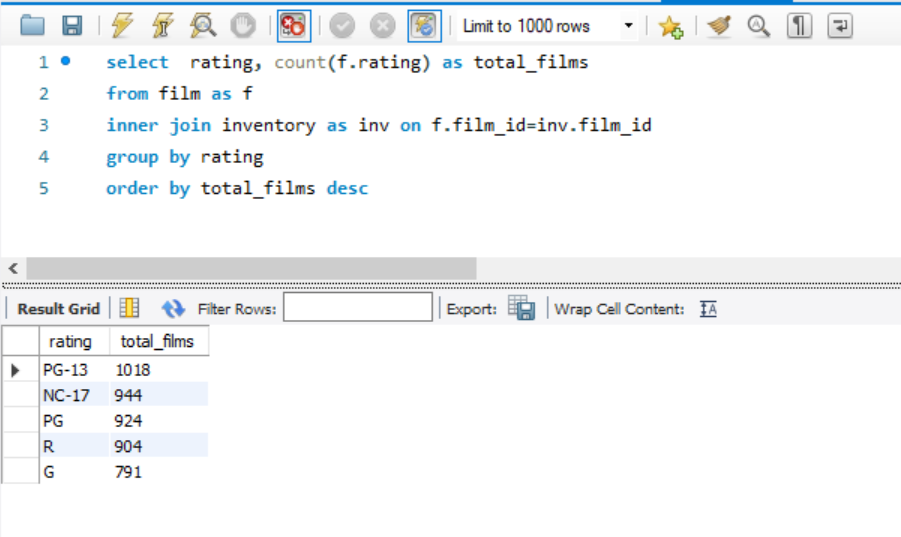 Limit to 1000 rows
1 select  rating, count(f.rating) as total_films
2 from film as f
3 inner join inventory as inv on f.film_id=inv.film_id
4 group by rating
5 order by total_films desc
Result Grid Filter Rows: Export: Wrap Cell Content:
rating total_films
PG-13 1018
NC-17 944
PG 924
R 904
G 791